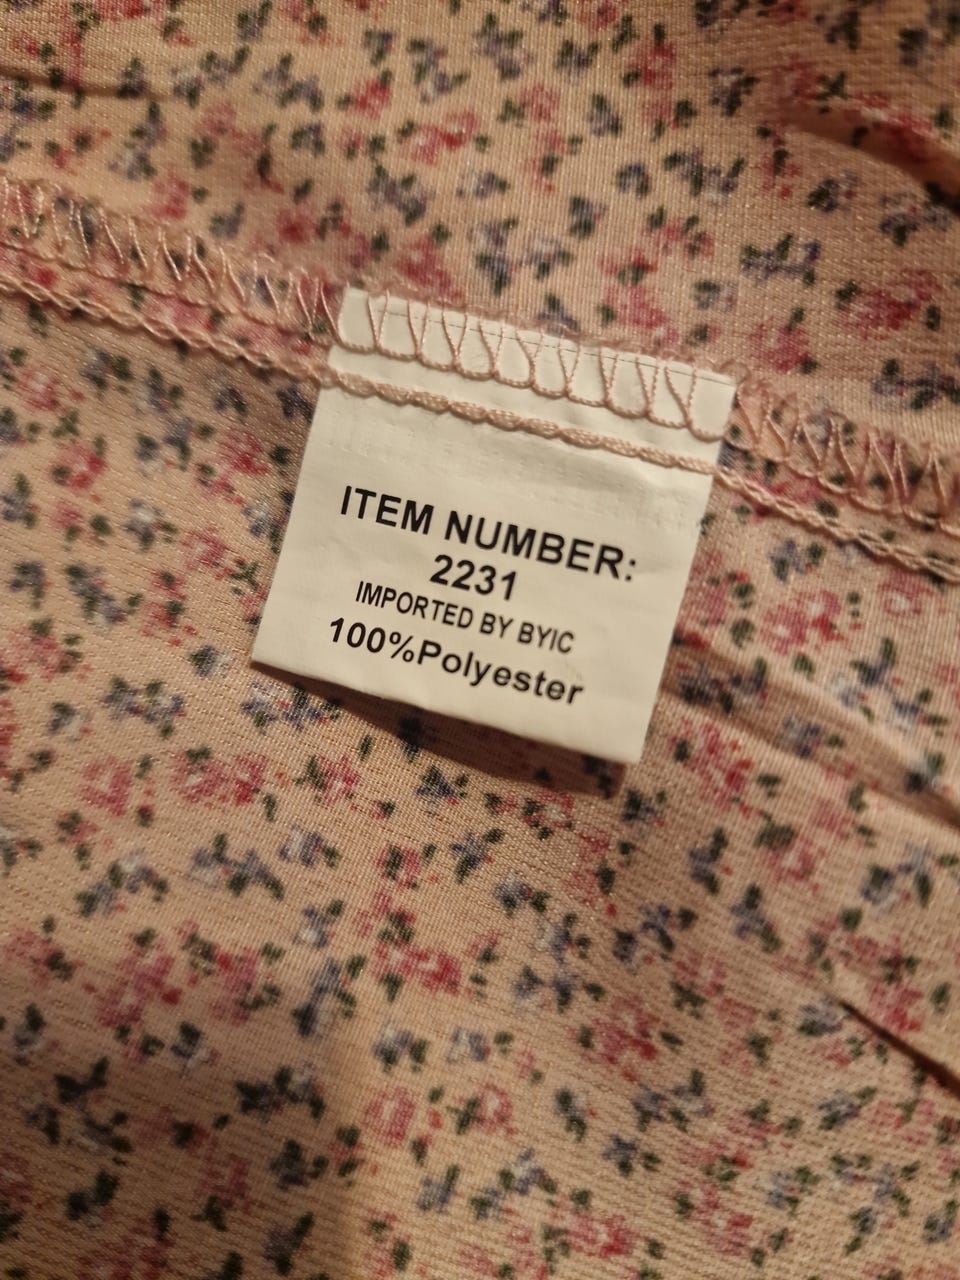 ITEM NUMBER:
2231
IMPORTED BY BYIC
100%Polyester